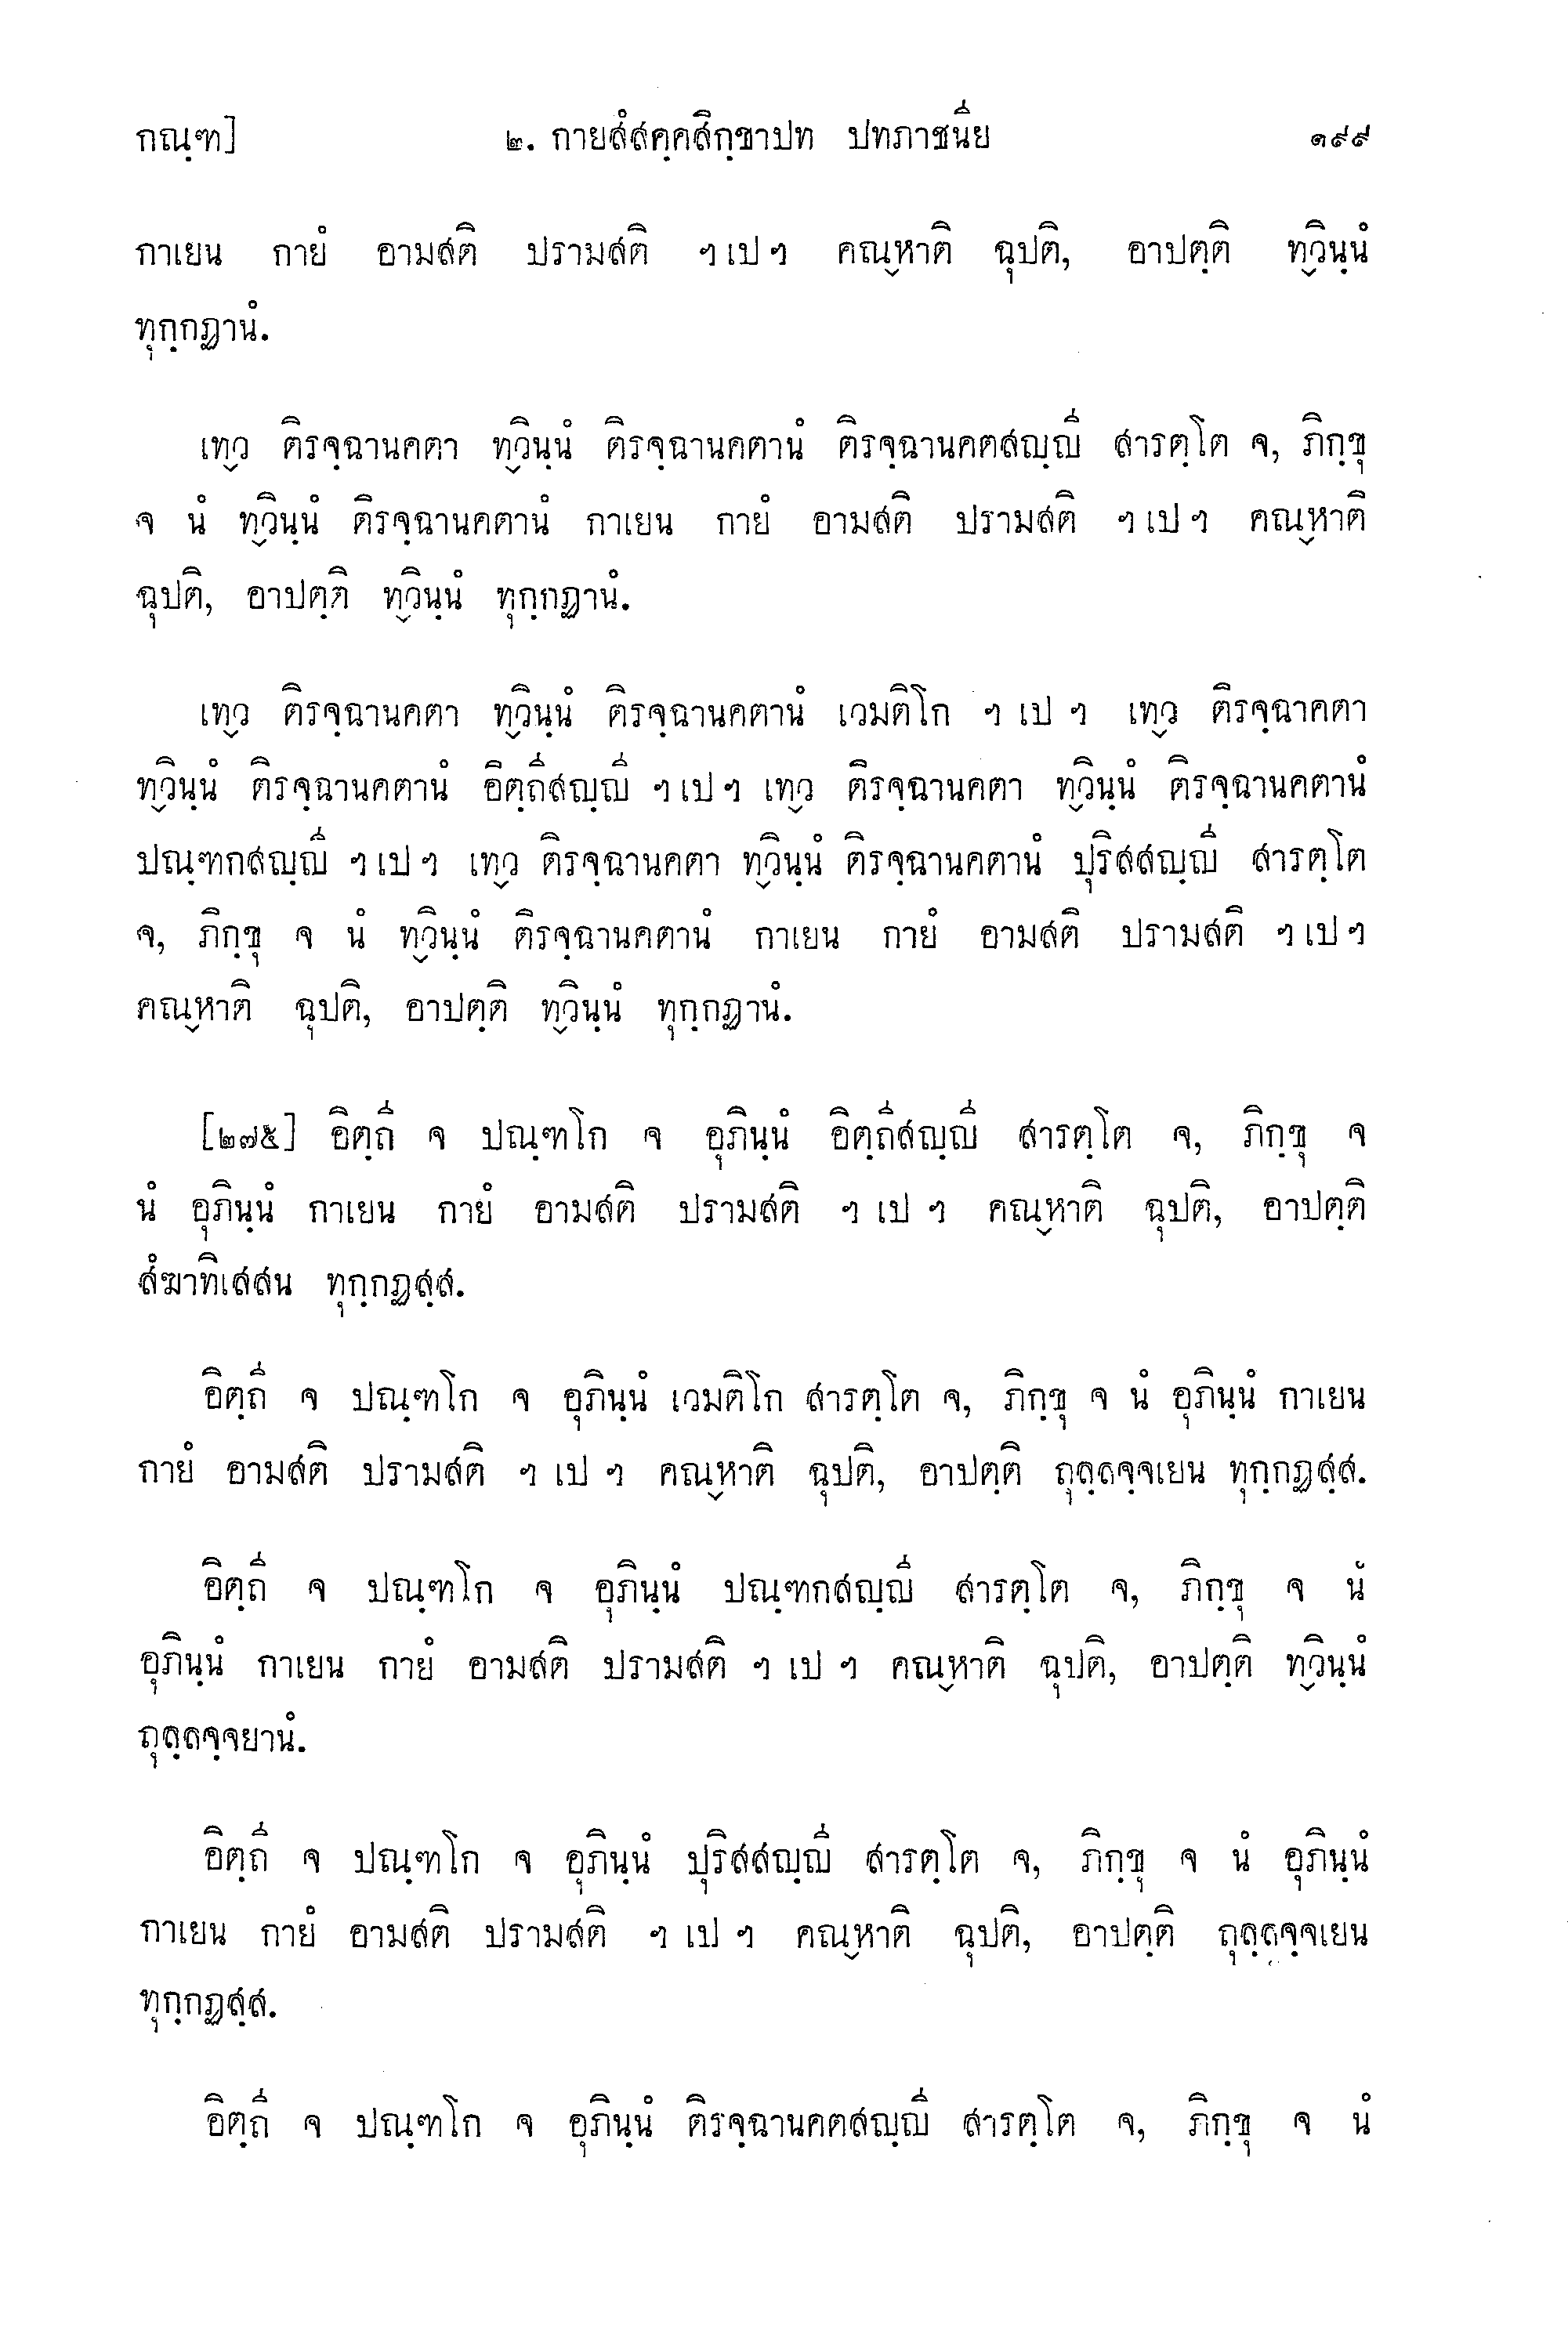 กณฺฑ] ๒. กายสํสคฺคสิกฺขาปท ปทภาชนีย ๑๙๙
กาเยน กายํ อามสติ ปรามสติ ฯเปฯ คณฺหาติ ฉุปติ, อาปตฺติ ทฺวินฺนํ
ทุกฺกฏานํ.
เทฺว ติรจฺฉานคตา ทฺวินฺนํ ติรจฺฉานคตานํ ติรจฺฉานคตสญฺญี สารตฺโต จ, ภิกฺขุ
จ นํ ทฺวินฺนํ ติรจฺฉานคตานํ กาเยน กายํ อามสติ ปรามสติ ฯเปฯ คณฺหาติ
ฉุปติ, อาปตฺติ ทฺวินฺนํ ทุกฺกฏานํ.
เทฺว ติรจฺฉานคตา ทฺวินฺนํ ติรจฺฉานคตานํ เวมติโก ฯ เป ฯ เทฺว ติรจฺฉาคตา
ทฺวินฺนํ ติรจฺฉานคตานํ อิตฺถีสญฺญี ฯเปฯ เทฺว ติรจฺฉานคตา ทฺวินฺนํ ติรจฺฉานคตานํ
ปณฺฑกสญฺญี ฯเปฯ เทฺว ติรจฺฉานคตา ทฺวินฺนํ ติรจฺฉานคตานํ ปุริสสญฺญี สารตฺโต
จ, ภิกฺขุ จ นํ ทฺวินฺนํ ติรจฺฉานคตานํ กาเยน กายํ อามสติ ปรามสติ ฯเปฯ
คณฺหาติ ฉุปติ, อาปตฺติ ทฺวินฺนํ ทุกฺกฏานํ.
[๒๗๕] อิตฺถี จ ปณฺฑโก จ อุภินฺนํ อิตฺถีสญฺญี สารตฺโต จ, ภิกฺขุ จ
นํ อุภินฺนํ กาเยน กายํ อามสติ ปรามสติ ฯ เป ฯ คณฺหาติ ฉุปติ, อาปตฺติ
สํฆาทิเสสน ทุกฺกฏสฺส.
อิตฺถี จ ปณฺฑโก จ อุภินฺนํ เวมติโก สารตฺโต จ, ภิกฺขุ จ นํ อุภินฺนํ กาเยน
กายํ อามสติ ปรามสติ ฯ เป ฯ คณฺหาติ ฉุปติ, อาปตฺติ ถุลฺลจฺจเยน ทุกฺกฏสฺส.
อิตฺถี จ ปณฺฑโก จ อุภินฺนํ ปณฺฑกสญฺญี สารตฺโต จ, ภิกฺขุ จ นํ
อุภินฺนํ กาเยน กายํ อามสติ ปรามสติ ฯ เป ฯ คณฺหาติ ฉุปติ, อาปตฺติ ทฺวินฺนํ
ถุลฺลจฺจยานํ.
อิตฺถี จ ปณฺฑโก จ อุภินฺนํ ปุริสสญฺญี สารตฺโต จ, ภิกฺขุ จ นํ อุภินฺนํ
กาเยน กายํ อามสติ ปรามสติ ฯ เป ฯ คณฺหาติ ฉุปติ, อาปตฺติ ถุลฺลจฺจเยน
ทุกฺกฏสฺส.
อิตฺถี จ ปณฺฑโก จ อุภินฺนํ ติรจฺฉานคตสญฺญี สารตฺโต จ, ภิกฺขุ จ นํ